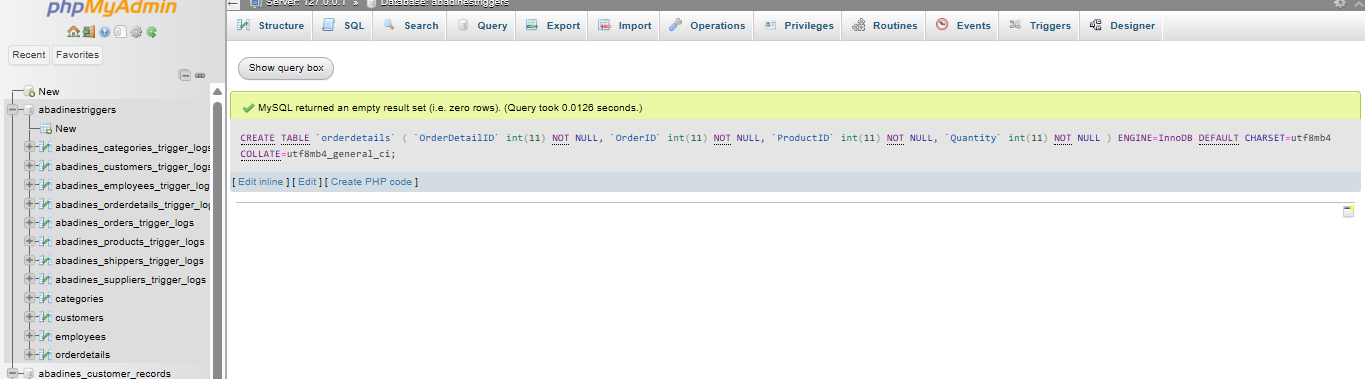 phpMyAdmin
Server: 127.0.0.1 » Database: abadinestriggers
Structure SQL Search Query Export Import Operations Privileges Routines Events Triggers Designer
Recent Favorites
Show query box
New
abadinestriggers
New
abadines_categories_trigger_logs
abadines_customers_trigger_logs
abadines_employees_trigger_log
abadines_orderdetails_trigger_lo
abadines_orders_trigger_logs
abadines_products_trigger_logs
abadines_shippers_trigger_logs
abadines_suppliers_trigger_logs
categories
customers
employees
orderdetails
abadines_customer_records
MySQL returned an empty result set (i.e. zero rows). (Query took 0.0126 seconds.)
CREATE TABLE `orderdetails` ( `OrderDetailID` int(11) NOT NULL, `OrderID` int(11) NOT NULL, `ProductID` int(11) NOT NULL, `Quantity` int(11) NOT NULL ) ENGINE=InnoDB DEFAULT CHARSET=utf8mb4
COLLATE=utf8mb4_general_ci;
[ Edit inline ] [ Edit ] [ Create PHP code ]